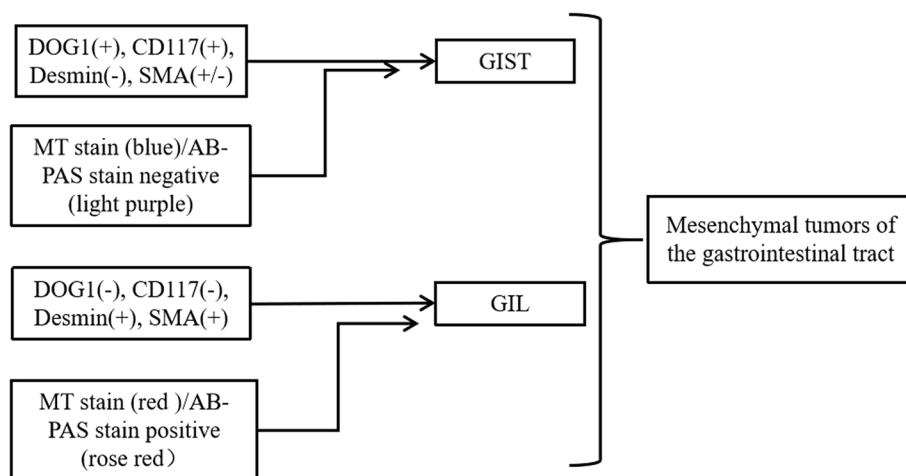 DOG1(+), CD117(+),
Desmin(-), SMA(+/-)
GIST
MT stain (blue)/AB-
PAS stain negative
(light purple)
Mesenchymal tumors of
the gastrointestinal tract
DOG1(-), CD117(-),
Desmin(+), SMA(+)
GIL
MT stain (red )/AB-
PAS stain positive
(rose red）